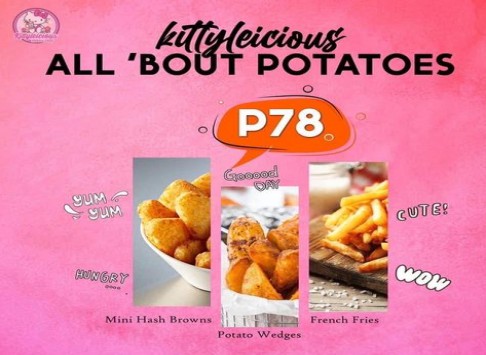 Kittyleicious
kittyleicious
ALL ‘BOUT POTATOES
P78
Gooood
DAY
YUM
YUM
CUTE!
HUNGRY
WOW
Mini Hash Browns
Potato Wedges
French Fries